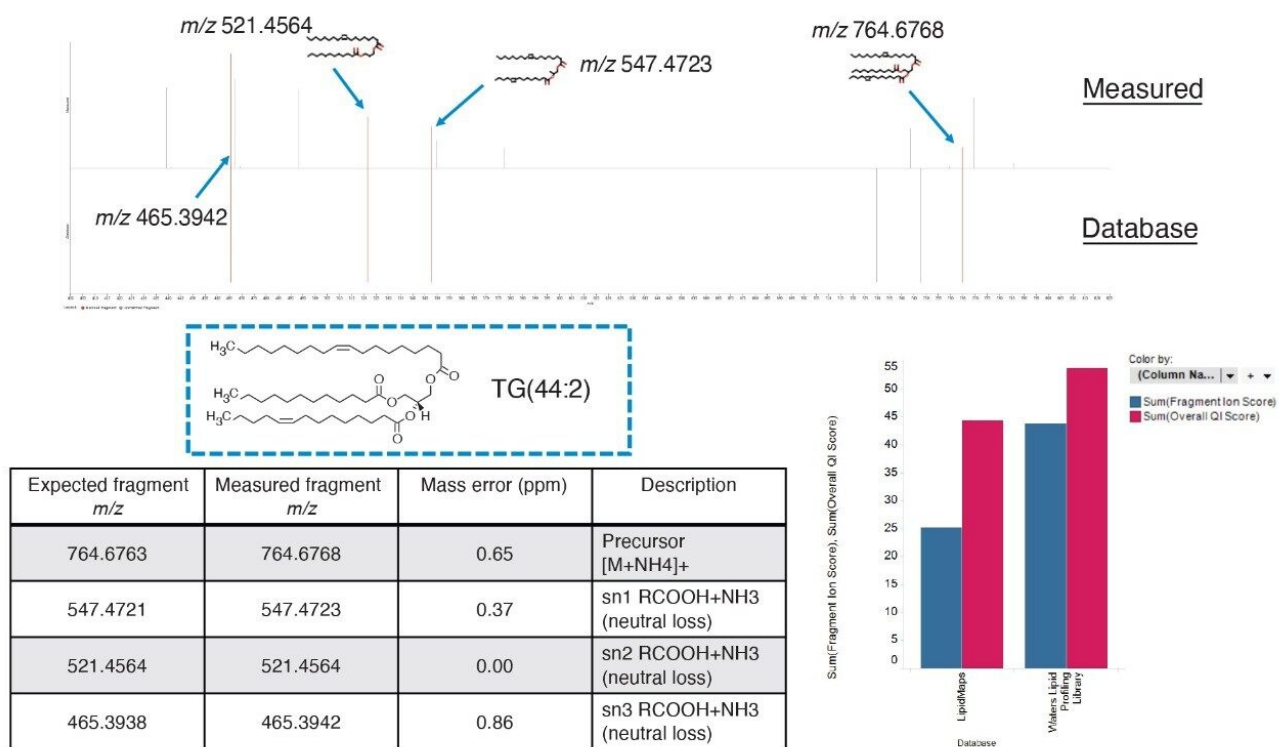 m/z 521.4564
m/z 764.6768
m/z 547.4723
Measured
m/z 465.3942
Database
H3C
H3C
H3C
O
O
O
O
O
O
H
TG(44:2)
Expected fragment m/z
Measured fragment m/z
Mass error (ppm)
Description
764.6763
764.6768
0.65
Precursor
[M+NH4]+
547.4721
547.4723
0.37
sn1 RCOOH+NH3
(neutral loss)
521.4564
521.4564
0.00
sn2 RCOOH+NH3
(neutral loss)
465.3938
465.3942
0.86
sn3 RCOOH+NH3
(neutral loss)
Sum(Fragment Ion Score), Sum(Overall QI Score)
55
50
45
40
35
30
25
20
15
10
5
0
LipidMaps
Waters Lipid
Profiling
Library
Database
Color by:
(Column Na...
+
Sum(Fragment Ion Score)
Sum(Overall QI Score)